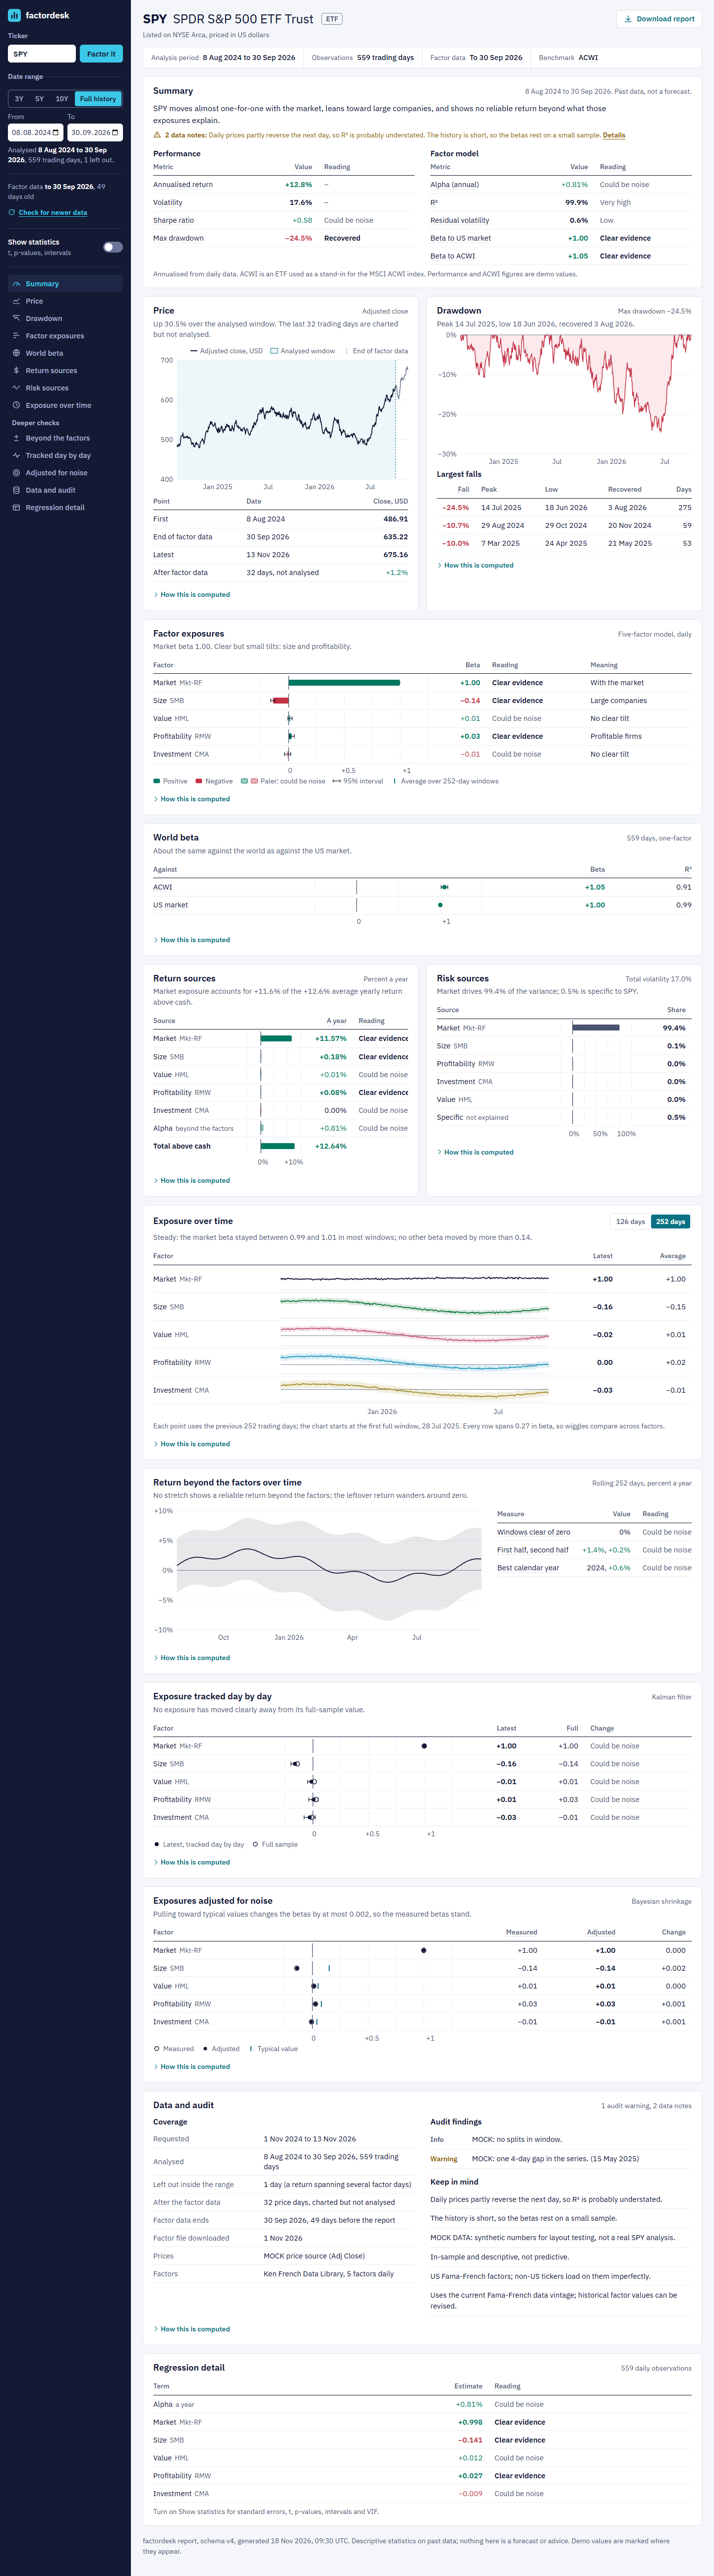 factordesk
Ticker
SPY
Factor it
Date range
3Y 5Y 10Y Full history
From To
08.08.2024 30.09.2026
Analysed 8 Aug 2024 to 30 Sep
2026, 559 trading days, 1 left out.
Factor data to 30 Sep 2026, 49
days old
Check for newer data
Show statistics
t, p-values, intervals
Summary
Price
Drawdown
Factor exposures
World beta
Return sources
Risk sources
Exposure over time
Deeper checks
Beyond the factors
Tracked day by day
Adjusted for noise
Data and audit
Regression detail
SPY SPDR S&P 500 ETF Trust ETF
Download report
Listed on NYSE Arca, priced in US dollars
Analysis period 8 Aug 2024 to 30 Sep 2026 Observations 559 trading days Factor data To 30 Sep 2026 Benchmark ACWI
Summary
8 Aug 2024 to 30 Sep 2026. Past data, not a forecast.
SPY moves almost one-for-one with the market, leans toward large companies, and shows no reliable return beyond what those
exposures explain.
2 data notes: Daily prices partly reverse the next day, so R² is probably understated. The history is short, so the betas rest on a small sample. Details
Performance
Metric Value Reading
Annualised return +12.8% –
Volatility 17.6% –
Sharpe ratio +0.58 Could be noise
Max drawdown −24.5% Recovered
Factor model
Metric Value Reading
Alpha (annual) +0.81% Could be noise
R² 99.9% Very high
Residual volatility 0.6% Low
Beta to US market +1.00 Clear evidence
Beta to ACWI +1.05 Clear evidence
Annualised from daily data. ACWI is an ETF used as a stand-in for the MSCI ACWI index. Performance and ACWI figures are demo values.
Price
Adjusted close
Up 30.5% over the analysed window. The last 32 trading days are charted
but not analysed.
Adjusted close, USD Analysed window End of factor data
700
600
500
400
Jan 2025 Jul Jan 2026 Jul
Point Date Close, USD
First 8 Aug 2024 486.91
End of factor data 30 Sep 2026 635.22
Latest 13 Nov 2026 675.16
After factor data 32 days, not analysed +1.2%
How this is computed
Drawdown
Max drawdown −24.5%
Peak 14 Jul 2025, low 18 Jun 2026, recovered 3 Aug 2026.
0%
−10%
−20%
−30%
Jan 2025 Jul Jan 2026 Jul
Largest falls
Fall Peak Low Recovered Days
−24.5% 14 Jul 2025 18 Jun 2026 3 Aug 2026 275
−10.7% 29 Aug 2024 29 Oct 2024 20 Nov 2024 59
−10.0% 7 Mar 2025 24 Apr 2025 21 May 2025 53
How this is computed
Factor exposures
Five-factor model, daily
Market beta 1.00. Clear but small tilts: size and profitability.
Factor Beta Reading Meaning
Market Mkt-RF +1.00 Clear evidence With the market
Size SMB −0.14 Clear evidence Large companies
Value HML +0.01 Could be noise No clear tilt
Profitability RMW +0.03 Clear evidence Profitable firms
Investment CMA −0.01 Could be noise No clear tilt
0 +0.5 +1
Positive Negative Paler: could be noise 95% interval Average over 252-day windows
How this is computed
World beta
559 days, one-factor
About the same against the world as against the US market.
Against Beta R²
ACWI +1.05 0.91
US market +1.00 0.99
0 +1
How this is computed
Return sources
Percent a year
Market exposure accounts for +11.6% of the +12.6% average yearly return
above cash.
Source A year Reading
Market Mkt-RF +11.57% Clear evidence
Size SMB +0.18% Clear evidence
Value HML +0.01% Could be noise
Profitability RMW +0.08% Clear evidence
Investment CMA 0.00% Could be noise
Alpha beyond the factors +0.81% Could be noise
Total above cash +12.64%
0% +10%
How this is computed
Risk sources
Total volatility 17.0%
Market drives 99.4% of the variance; 0.5% is specific to SPY.
Source Share
Market Mkt-RF 99.4%
Size SMB 0.1%
Profitability RMW 0.0%
Investment CMA 0.0%
Value HML 0.0%
Specific not explained 0.5%
0% 50% 100%
How this is computed
Exposure over time
126 days 252 days
Steady: the market beta stayed between 0.99 and 1.01 in most windows; no other beta moved by more than 0.14.
Factor Latest Average
Market Mkt-RF +1.00 +1.00
Size SMB −0.16 −0.15
Value HML −0.02 +0.01
Profitability RMW 0.00 +0.02
Investment CMA −0.03 −0.01
Jan 2026 Jul
Each point uses the previous 252 trading days; the chart starts at the first full window, 28 Jul 2025. Every row spans 0.27 in beta, so wiggles compare across factors.
How this is computed
Return beyond the factors over time
Rolling 252 days, percent a year
No stretch shows a reliable return beyond the factors; the leftover return wanders around zero.
+10%
+5%
0%
−5%
−10%
Oct Jan 2026 Apr Jul
Measure Value Reading
Windows clear of zero 0% Could be noise
First half, second half +1.4%, +0.2% Could be noise
Best calendar year 2024, +0.6% Could be noise
How this is computed
Exposure tracked day by day
Kalman filter
No exposure has moved clearly away from its full-sample value.
Factor Latest Full Change
Market Mkt-RF +1.00 +1.00 Could be noise
Size SMB −0.16 −0.14 Could be noise
Value HML −0.01 +0.01 Could be noise
Profitability RMW +0.01 +0.03 Could be noise
Investment CMA −0.03 −0.01 Could be noise
0 +0.5 +1
Latest, tracked day by day Full sample
How this is computed
Exposures adjusted for noise
Bayesian shrinkage
Pulling toward typical values changes the betas by at most 0.002, so the measured betas stand.
Factor Measured Adjusted Change
Market Mkt-RF +1.00 +1.00 0.000
Size SMB −0.14 −0.14 +0.002
Value HML +0.01 +0.01 0.000
Profitability RMW +0.03 +0.03 +0.001
Investment CMA −0.01 −0.01 +0.001
0 +0.5 +1
Measured Adjusted Typical value
How this is computed
Data and audit
1 audit warning, 2 data notes
Coverage
Requested 1 Nov 2024 to 13 Nov 2026
Analysed 8 Aug 2024 to 30 Sep 2026, 559 trading
days
Left out inside the range 1 day (a return spanning several factor days)
After the factor data 32 price days, charted but not analysed
Factor data ends 30 Sep 2026, 49 days before the report
Factor file downloaded 1 Nov 2026
Prices MOCK price source (Adj Close)
Factors Ken French Data Library, 5 factors daily
How this is computed
Audit findings
Info MOCK: no splits in window.
Warning MOCK: one 4-day gap in the series. (15 May 2025)
Keep in mind
Daily prices partly reverse the next day, so R² is probably understated.
The history is short, so the betas rest on a small sample.
MOCK DATA: synthetic numbers for layout testing, not a real SPY analysis.
In-sample and descriptive, not predictive.
US Fama-French factors; non-US tickers load on them imperfectly.
Uses the current Fama-French data vintage; historical factor values can be
revised.
Regression detail
559 daily observations
Term Estimate Reading
Alpha a year +0.81% Could be noise
Market Mkt-RF +0.998 Clear evidence
Size SMB −0.141 Clear evidence
Value HML +0.012 Could be noise
Profitability RMW +0.027 Clear evidence
Investment CMA −0.009 Could be noise
Turn on Show statistics for standard errors, t, p-values, intervals and VIF.
factordesk report, schema v4, generated 18 Nov 2026, 09:30 UTC. Descriptive statistics on past data; nothing here is a forecast or advice. Demo values are marked where
they appear.